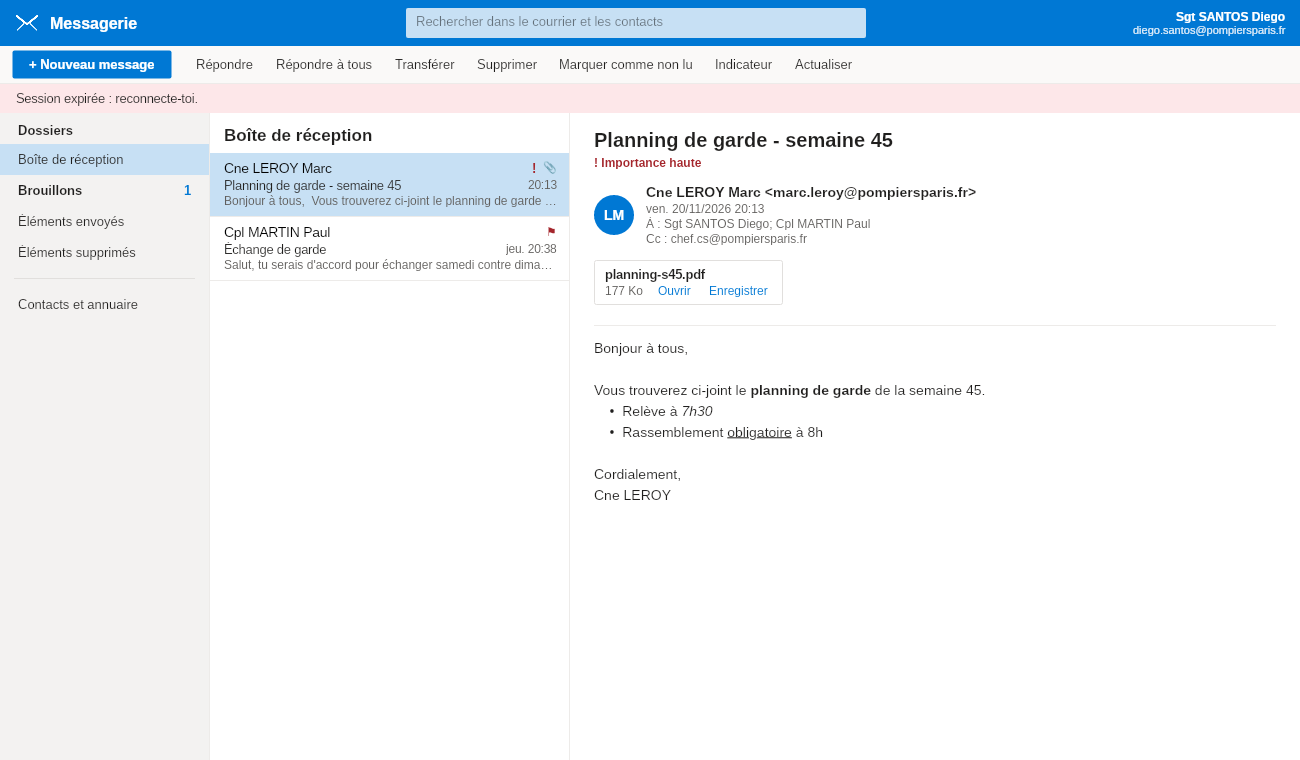 Messagerie
Rechercher dans le courrier et les contacts
Sgt SANTOS Diego
diego.santos@pompiersparis.fr
+ Nouveau message
Répondre
Répondre à tous
Transférer
Supprimer
Marquer comme non lu
Indicateur
Actualiser
Session expirée : reconnecte-toi.
Dossiers
Boîte de réception
Brouillons 1
Éléments envoyés
Éléments supprimés
Contacts et annuaire
Boîte de réception
Cne LEROY Marc !
Planning de garde - semaine 45 20:13
Bonjour à tous,  Vous trouverez ci-joint le planning de garde …
Cpl MARTIN Paul
Échange de garde jeu. 20:38
Salut, tu serais d'accord pour échanger samedi contre dima…
Planning de garde - semaine 45
! Importance haute
LM
Cne LEROY Marc <marc.leroy@pompiersparis.fr>
ven. 20/11/2026 20:13
À : Sgt SANTOS Diego; Cpl MARTIN Paul
Cc : chef.cs@pompiersparis.fr
planning-s45.pdf
177 Ko Ouvrir Enregistrer
Bonjour à tous,
Vous trouverez ci-joint le planning de garde de la semaine 45.
• Relève à 7h30
• Rassemblement obligatoire à 8h
Cordialement,
Cne LEROY